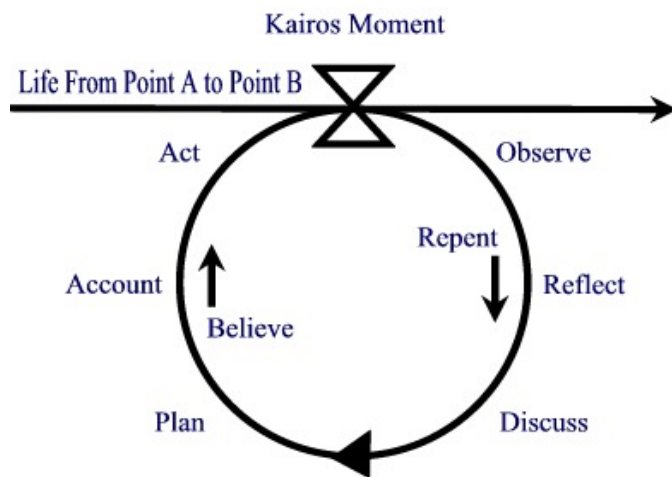 Kairos Moment
Life From Point A to Point B
Act
Observe
Repent
Account
Reflect
Believe
Plan
Discuss